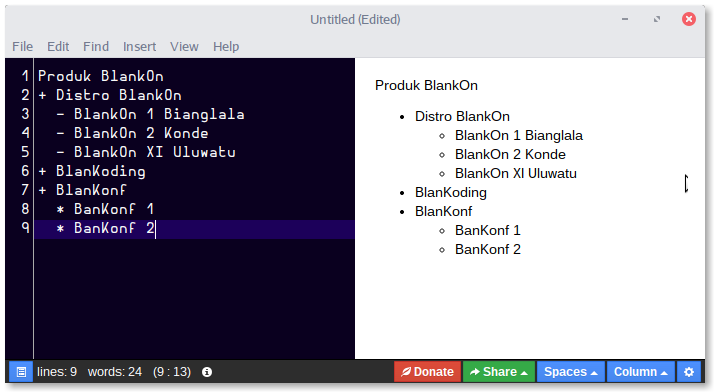 Untitled (Edited)
File Edit Find Insert View Help
1 Produk BlankOn
2 + Distro BlankOn
3 - BlankOn 1 Bianglala
4 - BlankOn 2 Konde
5 - BlankOn XI Uluwatu
6 + BlanKoding
7 + BlanKonf
8 * BanKonf 1
9 * BanKonf 2
Produk BlankOn
• Distro BlankOn
◦ BlankOn 1 Bianglala
◦ BlankOn 2 Konde
◦ BlankOn XI Uluwatu
• BlanKoding
• BlanKonf
◦ BanKonf 1
◦ BanKonf 2
lines: 9 words: 24 (9 : 13) Donate Share Spaces Column